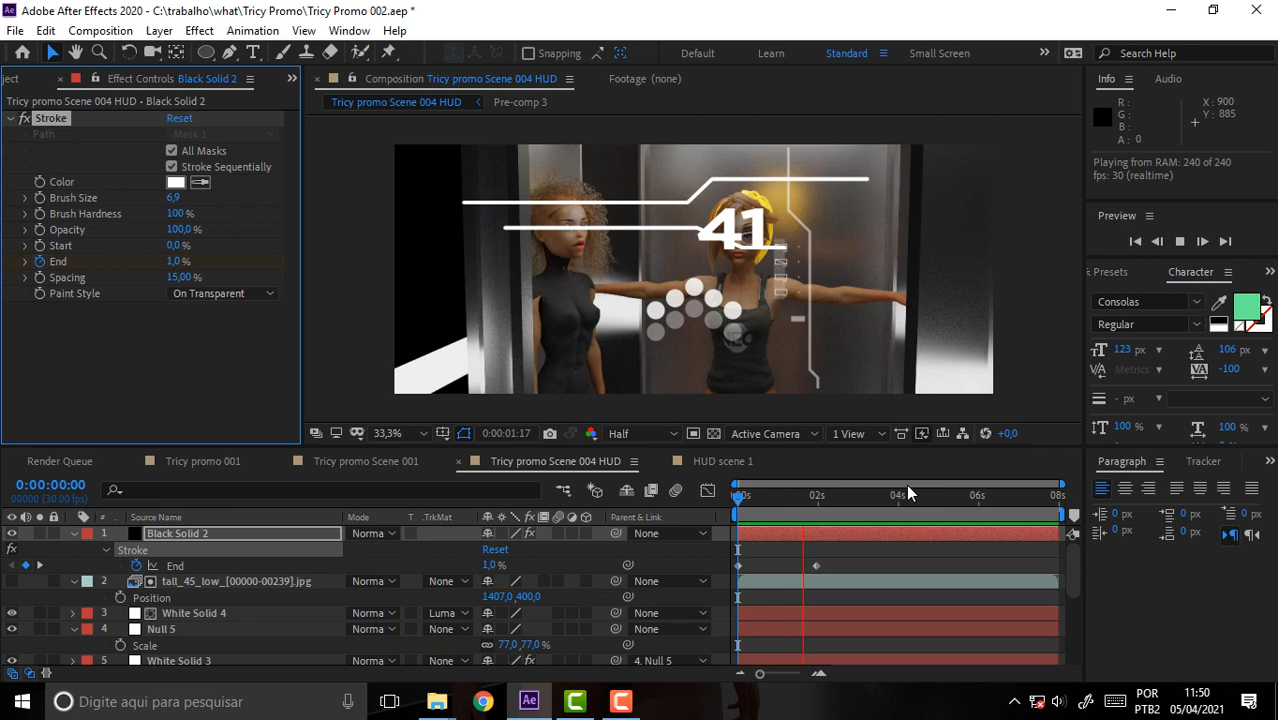 Adobe After Effects 2020 - C:\trabalho\what\Tricy Promo\Tricy Promo 002.aep *
File Edit Composition Layer Effect Animation View Window Help
Snapping Default Learn Standard Small Screen Search Help
ject Effect Controls Black Solid 2
Tricy promo Scene 004 HUD • Black Solid 2
fx Stroke Reset
Path Mask 1
All Masks
Stroke Sequentially
Color
Brush Size 6,9
Brush Hardness 100 %
Opacity 100,0 %
Start 0,0 %
End 1,0 %
Spacing 15,00 %
Paint Style On Transparent
Composition Tricy promo Scene 004 HUD Footage (none)
Tricy promo Scene 004 HUD Pre-comp 3
41
33,3% 0:00:01:17 Half Active Camera 1 View +0,0
Info Audio
R: X: 900
G: Y: 885
B:
A: 0
Playing from RAM: 240 of 240
fps: 30 (realtime)
Preview
Presets Character
Consolas
Regular
123 px 106 px
Metrics -100
- px
100 % 100 %
Render Queue Tricy promo 001 Tricy promo Scene 001 Tricy promo Scene 004 HUD HUD scene 1
0:00:00:00
00000 (30.00 fps)
:00s 02s 04s 06s 08s
# Source Name Mode T .TrkMat Parent & Link
1 Black Solid 2 Norma None
Stroke Reset
End 1,0 %
2 tall_45_low_[00000-00239].jpg Norma None None
Position 1407,0,400,0
3 White Solid 4 Norma Luma None
4 Null 5 Norma None None
Scale 77,0,77,0 %
5 White Solid 3 Norma None 4. Null 5
Paragraph Tracker
0 px 0 px 0 px
0 px 0 px
Digite aqui para pesquisar
POR
PTB2
11:50
05/04/2021